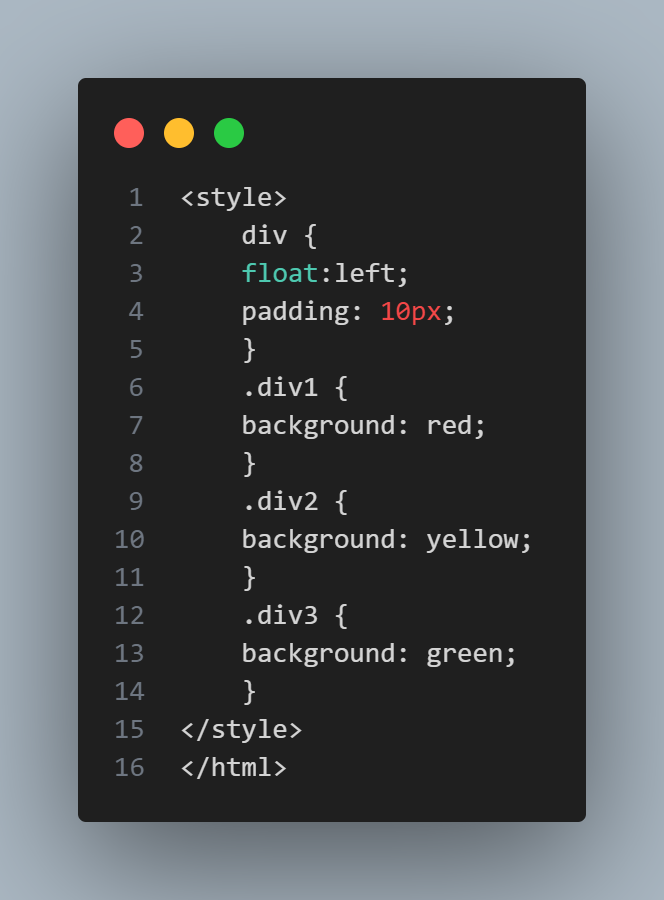 1 <style>
2     div {
3     float:left;
4     padding: 10px;
5     }
6     .div1 {
7     background: red;
8     }
9     .div2 {
10     background: yellow;
11     }
12     .div3 {
13     background: green;
14     }
15 </style>
16 </html>